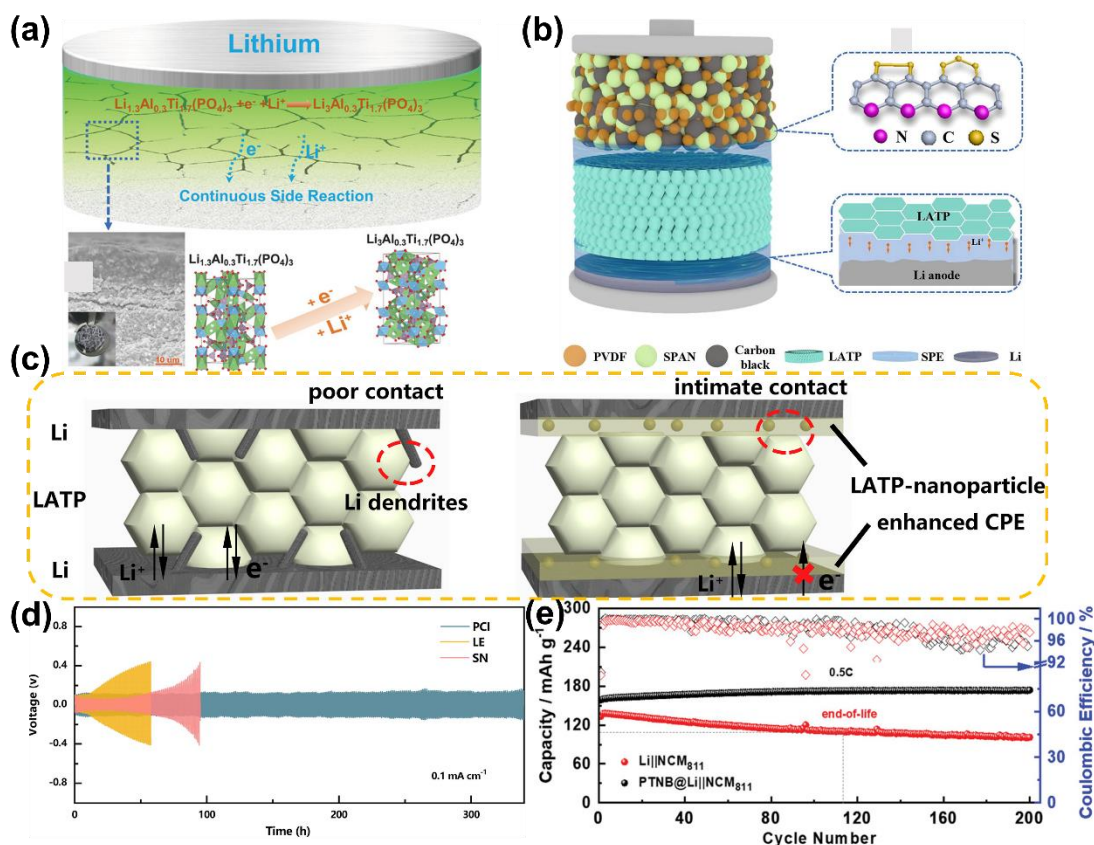 (a)
Lithium
Li1.3Al0.3Ti1.7(PO4)3 +e- +Li+ → Li3Al0.3Ti1.7(PO4)3
e-
Li+
Continuous Side Reaction
Li1.3Al0.3Ti1.7(PO4)3
Li3Al0.3Ti1.7(PO4)3
+ e-
+ Li+
10 um
(b)
N C S
LATP
Li+
Li anode
PVDF SPAN Carbon black LATP SPE Li
(c)
poor contact
intimate contact
Li
LATP
Li
Li dendrites
LATP-nanoparticle
enhanced CPE
Li+
e-
Li+
e-
(d)
Voltage (v)
0.8
0.4
0.0
-0.4
-0.8
PCI
LE
SN
0.1 mA cm-1
0 100 200 300
Time (h)
(e)
Capacity / mAh g-1
300
240
180
120
60
0
0.5C
end-of-life
Li||NCM811
PTNB@Li||NCM811
0 40 80 120 160 200
Cycle Number
100
96
92
60
45
30
15
0
Coulombic Efficiency / %